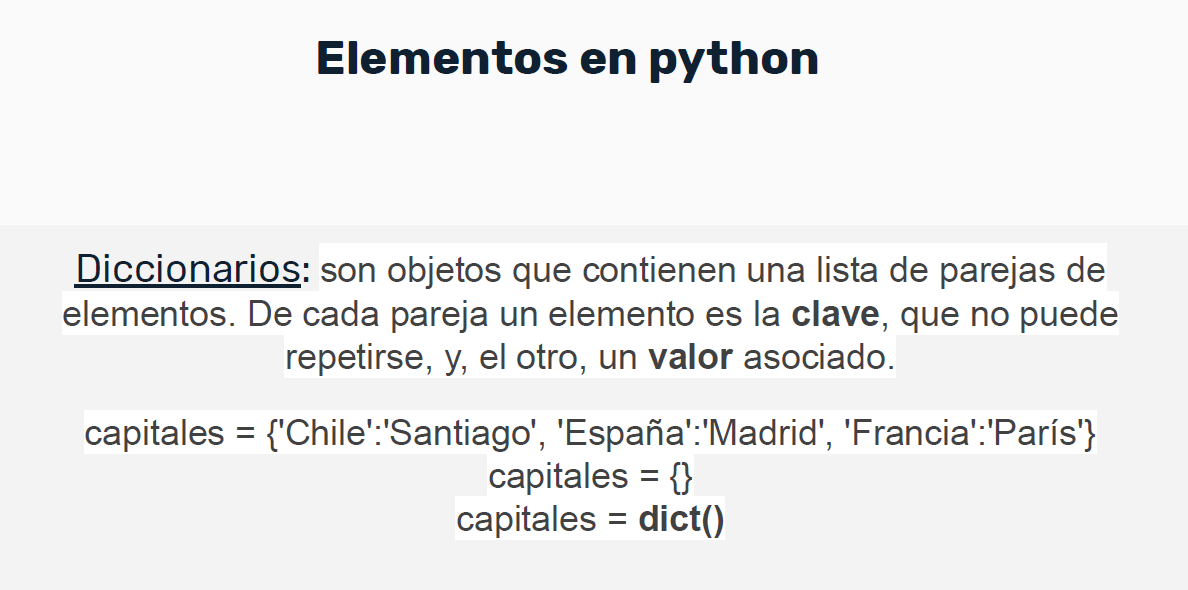 Elementos en python
Diccionarios: son objetos que contienen una lista de parejas de
elementos. De cada pareja un elemento es la clave, que no puede
repetirse, y, el otro, un valor asociado.
capitales = {'Chile':'Santiago', 'España':'Madrid', 'Francia':'París'}
capitales = {}
capitales = dict()